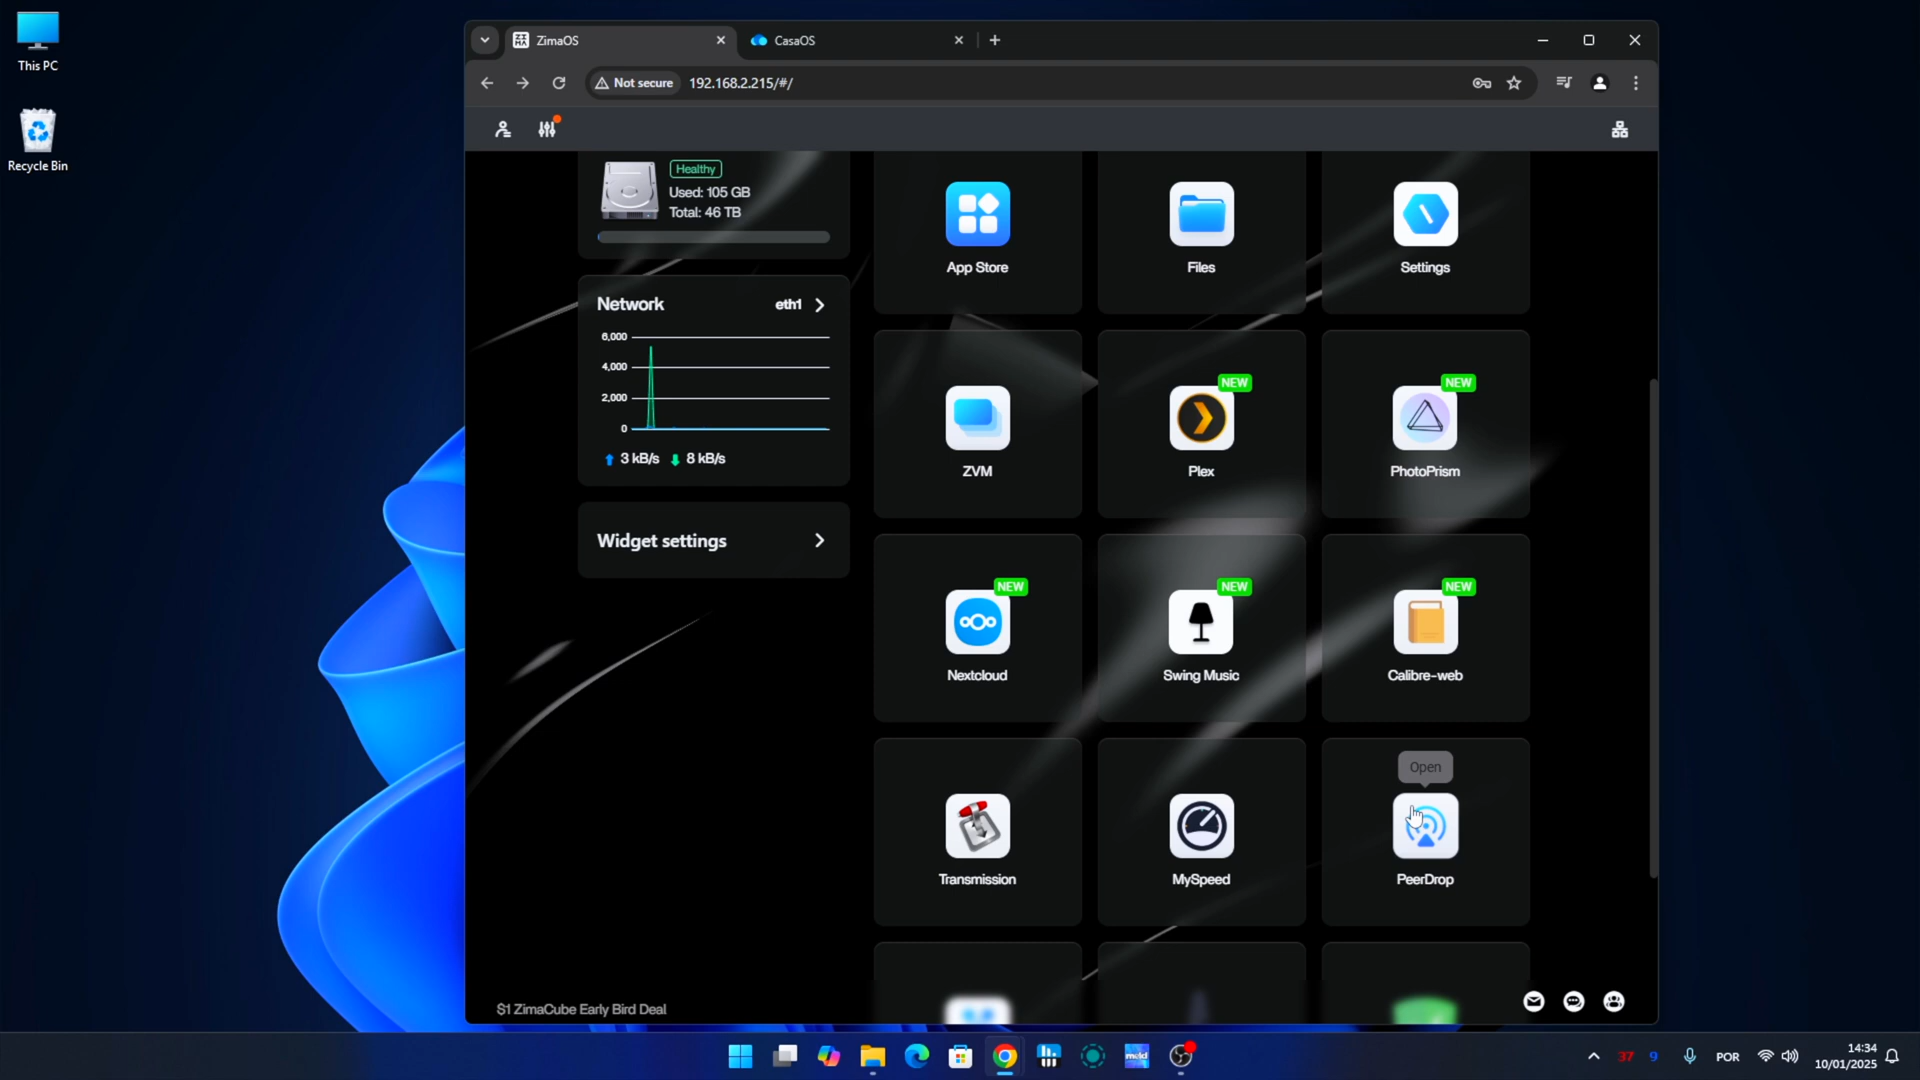 This PC
Recycle Bin
ZimaOS
CasaOS
Not secure
192.168.2.215/#/
Healthy
Used: 105 GB
Total: 46 TB
Network
eth1
6,000
4,000
2,000
0
3 kB/s
8 kB/s
Widget settings
App Store
Files
Settings
ZVM
NEW
Plex
NEW
PhotoPrism
NEW
Nextcloud
NEW
Swing Music
NEW
Calibre-web
Transmission
MySpeed
Open
PeerDrop
$1 ZimaCube Early Bird Deal
37
9
POR
14:34
10/01/2025